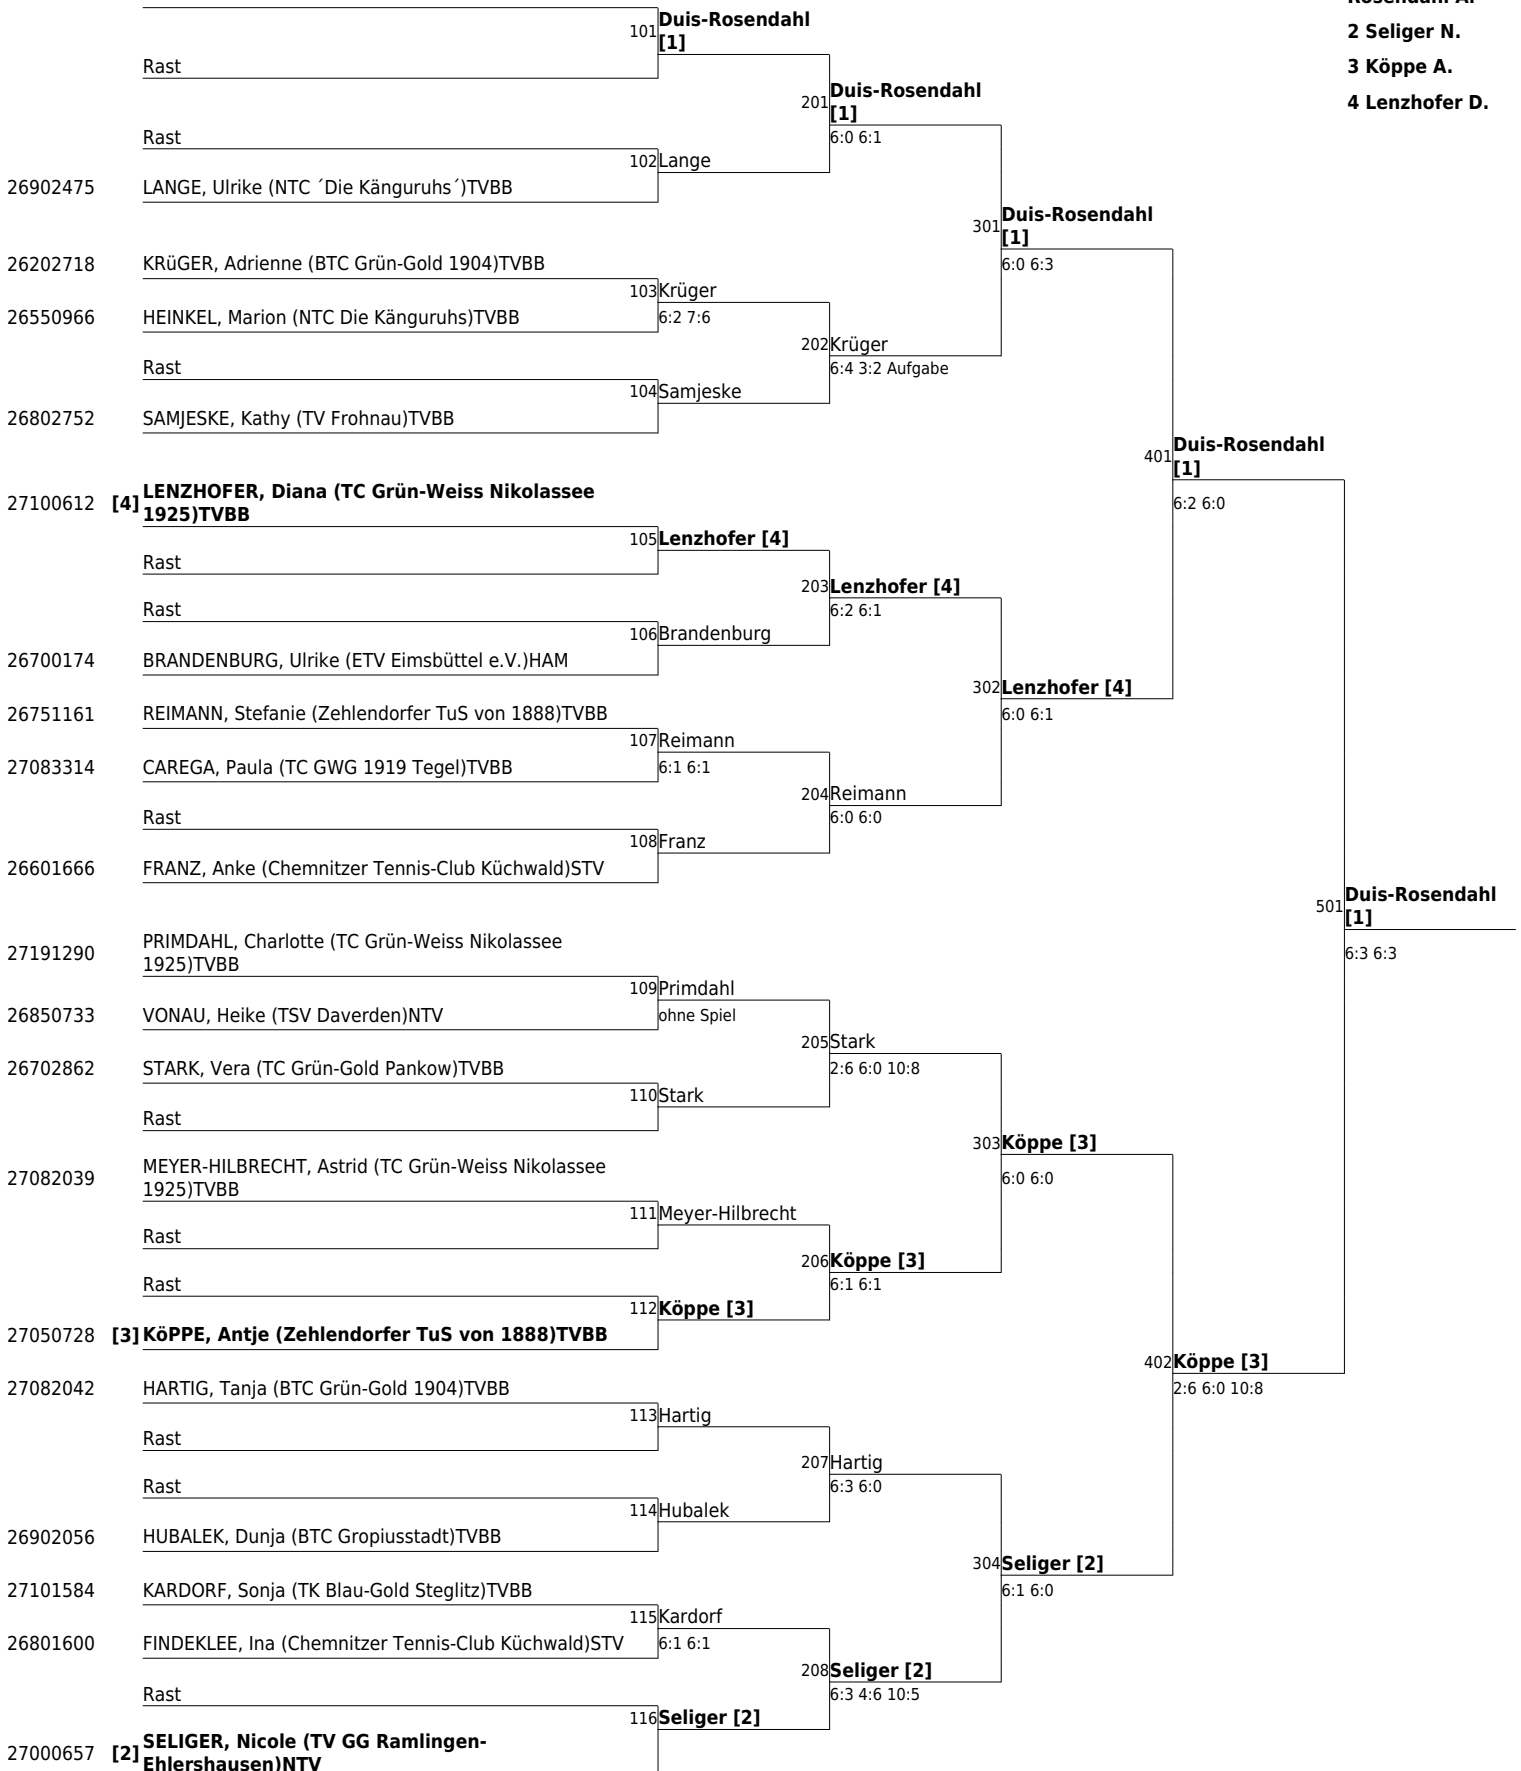 Duis-Rosendahl
101
[1]
Rast
2 Seliger N.
3 Köppe A.
Duis-Rosendahl
201
[1]
4 Lenzhofer D.
Rast
6:0 6:1
102 Lange
26902475 LANGE, Ulrike (NTC ´Die Känguruhs´)TVBB
Duis-Rosendahl
301
[1]
26202718 KRüGER, Adrienne (BTC Grün-Gold 1904)TVBB
6:0 6:3
103 Krüger
26550966 HEINKEL, Marion (NTC Die Känguruhs)TVBB
6:2 7:6
202 Krüger
Rast
6:4 3:2 Aufgabe
104 Samjeske
26802752 SAMJESKE, Kathy (TV Frohnau)TVBB
Duis-Rosendahl
401
[1]
27100612 [4] LENZHOFER, Diana (TC Grün-Weiss Nikolassee
1925)TVBB
6:2 6:0
105 Lenzhofer [4]
Rast
203 Lenzhofer [4]
Rast
6:2 6:1
106 Brandenburg
26700174 BRANDENBURG, Ulrike (ETV Eimsbüttel e.V.)HAM
302 Lenzhofer [4]
26751161 REIMANN, Stefanie (Zehlendorfer TuS von 1888)TVBB
6:0 6:1
107 Reimann
27083314 CAREGA, Paula (TC GWG 1919 Tegel)TVBB
6:1 6:1
204 Reimann
Rast
6:0 6:0
108 Franz
26601666 FRANZ, Anke (Chemnitzer Tennis-Club Küchwald)STV
Duis-Rosendahl
501
[1]
27191290 PRIMDAHL, Charlotte (TC Grün-Weiss Nikolassee
1925)TVBB
6:3 6:3
109 Primdahl
26850733 VONAU, Heike (TSV Daverden)NTV
ohne Spiel
205 Stark
26702862 STARK, Vera (TC Grün-Gold Pankow)TVBB
2:6 6:0 10:8
110 Stark
Rast
303 Köppe [3]
27082039 MEYER-HILBRECHT, Astrid (TC Grün-Weiss Nikolassee
1925)TVBB
6:0 6:0
111 Meyer-Hilbrecht
Rast
206 Köppe [3]
Rast
6:1 6:1
112 Köppe [3]
27050728 [3] KöPPE, Antje (Zehlendorfer TuS von 1888)TVBB
402 Köppe [3]
27082042 HARTIG, Tanja (BTC Grün-Gold 1904)TVBB
2:6 6:0 10:8
113 Hartig
Rast
207 Hartig
Rast
6:3 6:0
114 Hubalek
26902056 HUBALEK, Dunja (BTC Gropiusstadt)TVBB
304 Seliger [2]
27101584 KARDORF, Sonja (TK Blau-Gold Steglitz)TVBB
6:1 6:0
115 Kardorf
26801600 FINDEKLEE, Ina (Chemnitzer Tennis-Club Küchwald)STV
6:1 6:1
208 Seliger [2]
Rast
6:3 4:6 10:5
116 Seliger [2]
27000657 [2] SELIGER, Nicole (TV GG Ramlingen-
Ehlershausen)NTV